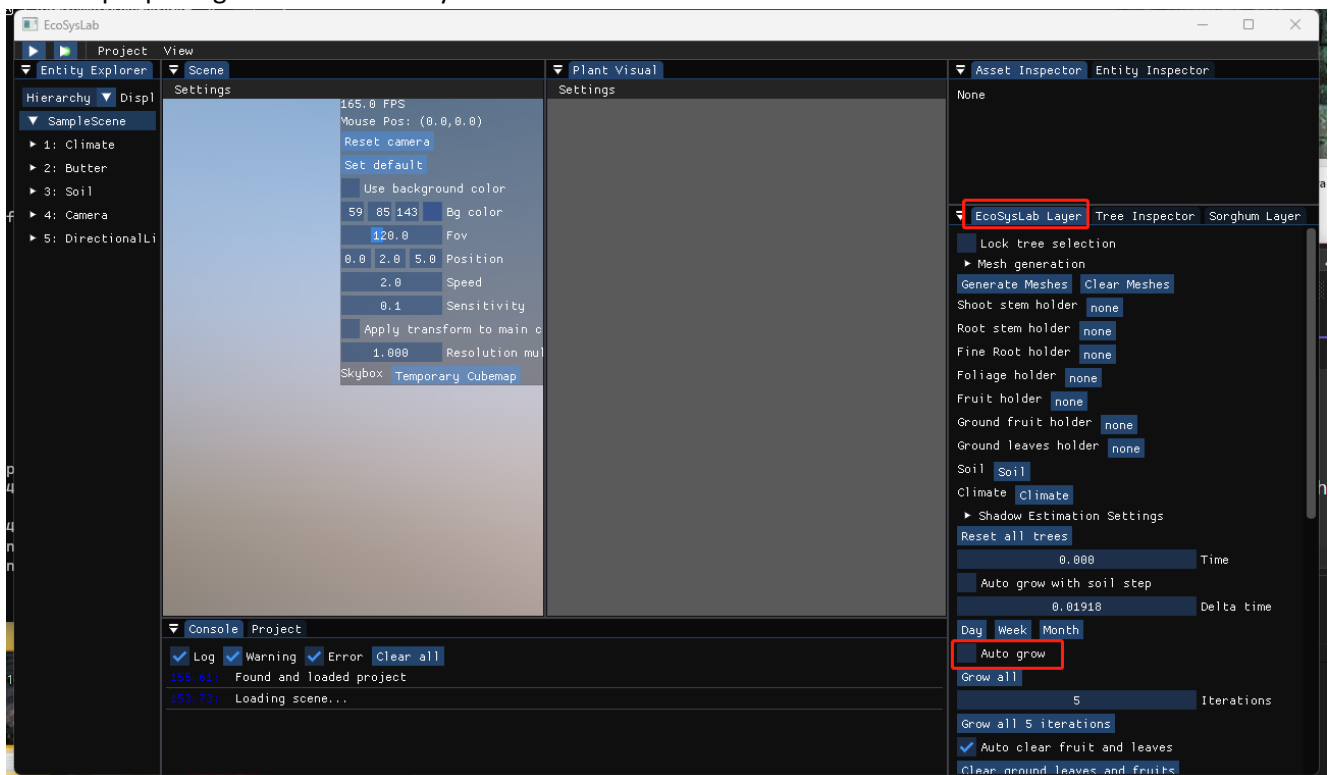 EcoSysLab
Project View
Entity Explorer
Hierarchy Displ
SampleScene
1: Climate
2: Butter
3: Soil
4: Camera
5: DirectionalLi
Scene
Settings
165.0 FPS
Mouse Pos: (0.0,0.0)
Reset camera
Set default
Use background color
59 85 143 Bg color
120.0 Fov
0.0 2.0 5.0 Position
2.0 Speed
0.1 Sensitivity
Apply transform to main c
1.000 Resolution mul
Skybox Temporary Cubemap
Plant Visual
Settings
Console Project
Log Warning Error Clear all
Found and loaded project
Loading scene...
Asset Inspector Entity Inspector
None
EcoSysLab Layer Tree Inspector Sorghum Layer
Lock tree selection
Mesh generation
Generate Meshes Clear Meshes
Shoot stem holder none
Root stem holder none
Fine Root holder none
Foliage holder none
Fruit holder none
Ground fruit holder none
Ground leaves holder none
Soil Soil
Climate Climate
Shadow Estimation Settings
Reset all trees
0.000 Time
Auto grow with soil step
0.01918 Delta time
Day Week Month
Auto grow
Grow all
5 Iterations
Grow all 5 iterations
Auto clear fruit and leaves
Clear ground leaves and fruits